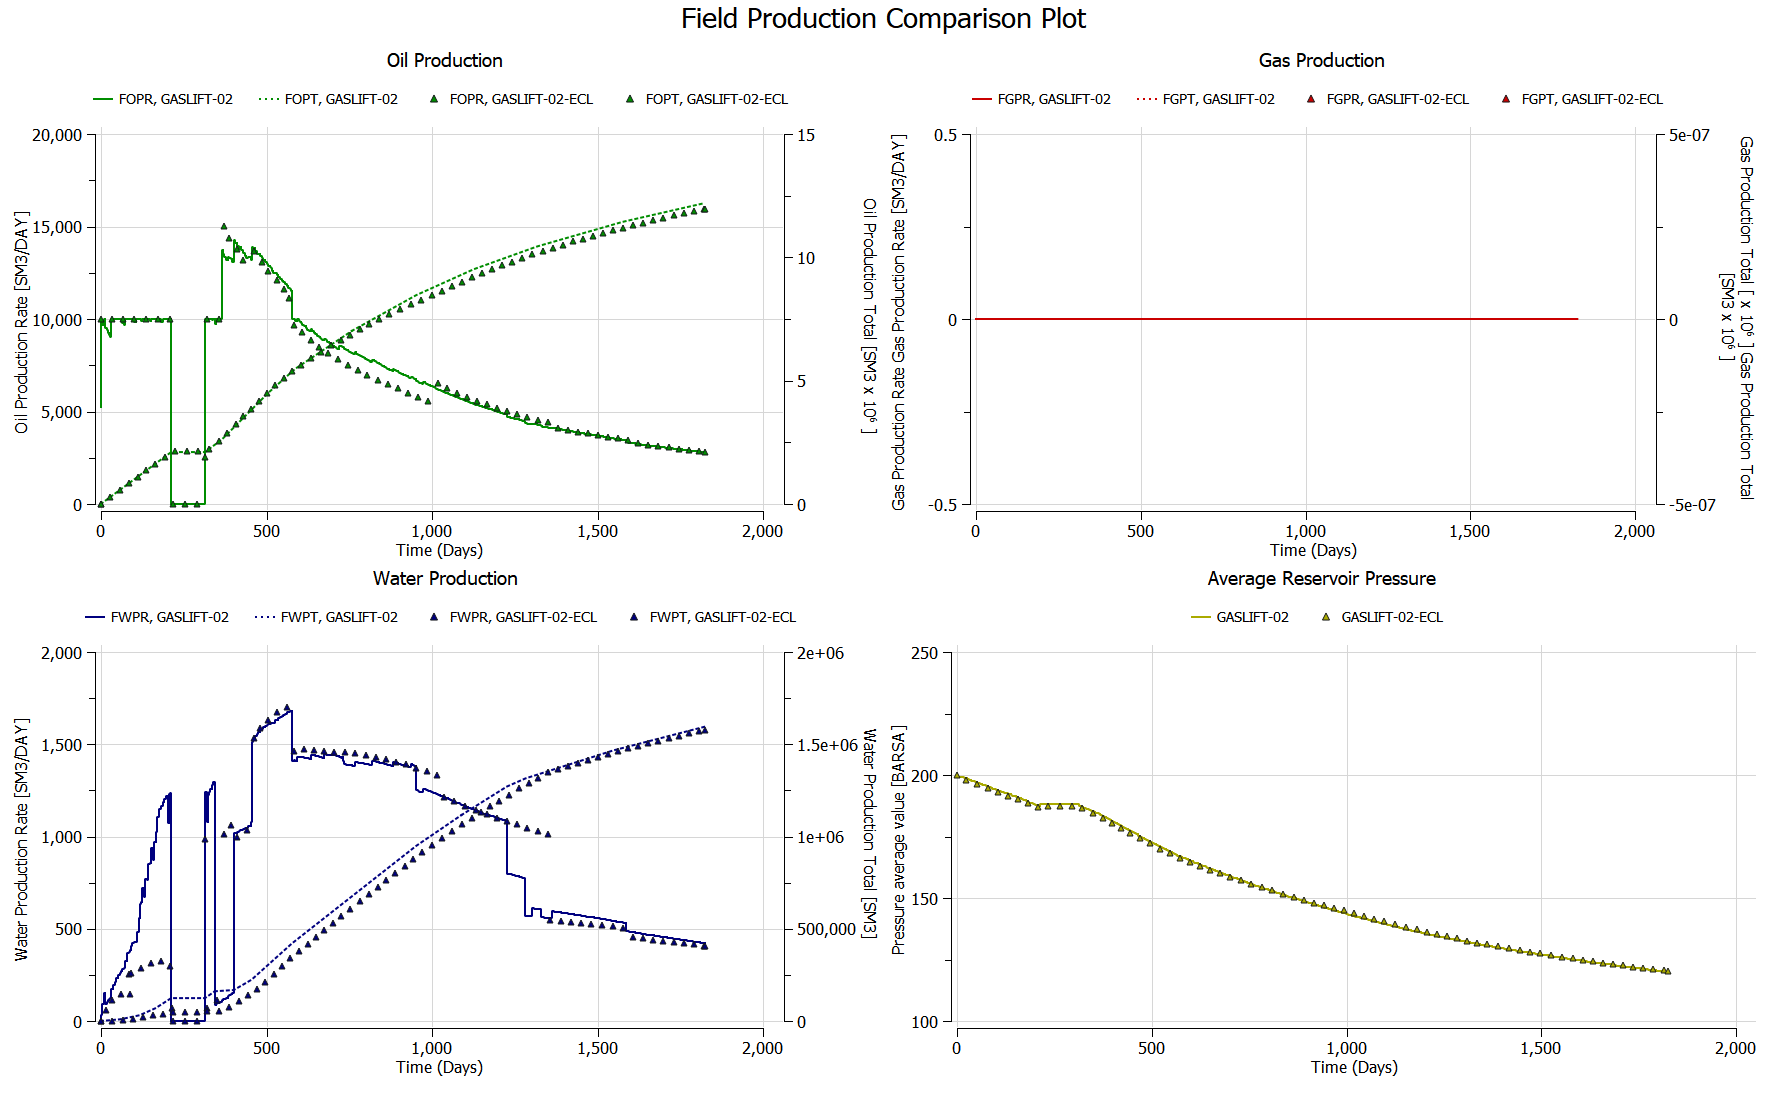 Field Production Comparison Plot
Oil Production
FOPR, GASLIFT-02 FOPT, GASLIFT-02 FOPR, GASLIFT-02-ECL FOPT, GASLIFT-02-ECL
20,000
15,000
10,000
5,000
0
Oil Production Rate [SM3/DAY]
15
10
5
0
Oil Production Total [SM3 x 10⁶ ]
0 500 1,000 1,500 2,000
Time (Days)
Gas Production
FGPR, GASLIFT-02 FGPT, GASLIFT-02 FGPR, GASLIFT-02-ECL FGPT, GASLIFT-02-ECL
0.5
0
-0.5
Gas Production Rate Gas Production Rate [SM3/DAY]
5e-07
0
-5e-07
Gas Production Total [ x 10⁶ ] Gas Production Total
[SM3 x 10⁶ ]
0 500 1,000 1,500 2,000
Time (Days)
Water Production
FWPR, GASLIFT-02 FWPT, GASLIFT-02 FWPR, GASLIFT-02-ECL FWPT, GASLIFT-02-ECL
2,000
1,500
1,000
500
0
Water Production Rate [SM3/DAY]
2e+06
1.5e+06
1e+06
500,000
0
Water Production Total [SM3]
0 500 1,000 1,500 2,000
Time (Days)
Average Reservoir Pressure
GASLIFT-02 GASLIFT-02-ECL
250
200
150
100
Pressure average value [BARSA]
0 500 1,000 1,500 2,000
Time (Days)